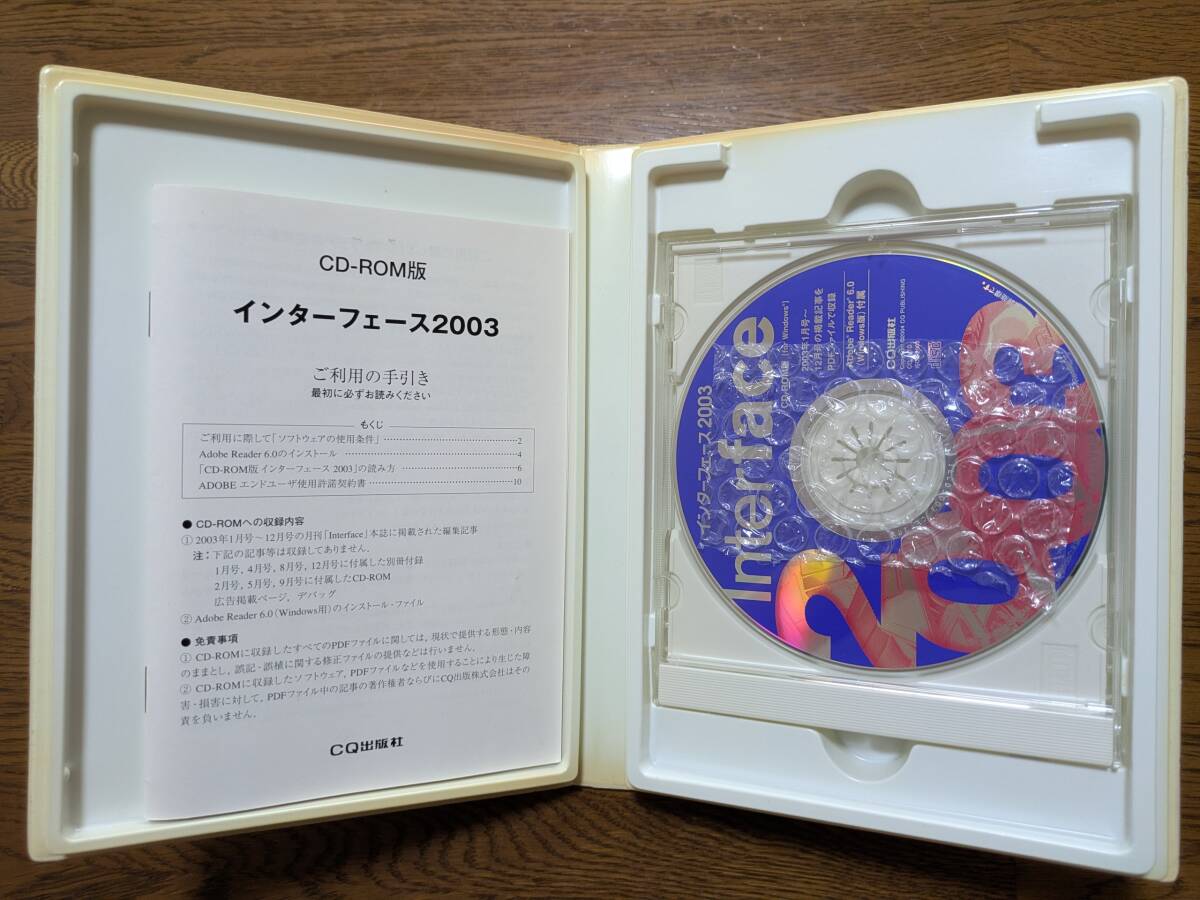 CD-ROM版
インターフェース2003
ご利用の手引き
最初に必ずお読みください
もくじ
ご利用に際して「ソフトウェアの使用条件」……………………………2
Adobe Reader 6.0のインストール ……………………………………4
「CD-ROM版 インターフェース 2003」の読み方 ……………………6
ADOBE エンドユーザ使用許諾契約書 ………………………………10
● CD-ROMへの収録内容
① 2003年1月号～12月号の月刊「Interface」本誌に掲載された編集記事
注：下記の記事等は収録してありません．
1月号，4月号，8月号，12月号に付属した別冊付録
2月号，5月号，9月号に付属したCD-ROM
広告掲載ページ，デバッグ
② Adobe Reader 6.0（Windows用）のインストール・ファイル
● 免責事項
① CD-ROMに収録したすべてのPDFファイルに関しては，現状で提供する形態・内容
のままとし，誤記・誤植に関する修正ファイルの提供などは行いません．
② CD-ROMに収録したソフトウェア，PDFファイルなどを使用することにより生じた障
害・損害に対して，PDFファイル中の記事の著作権者ならびにCQ出版株式会社はその
責を負いません．
CQ出版社
インターフェース2003
Interface
2003
CD-ROM版 [for Windows]
2003年1月号～
12月号の掲載記事を
PDFファイルで収録
Adobe® Reader® 6.0
(Windows版) 付属
CQ出版社
©2004 CQ PUBLISHING